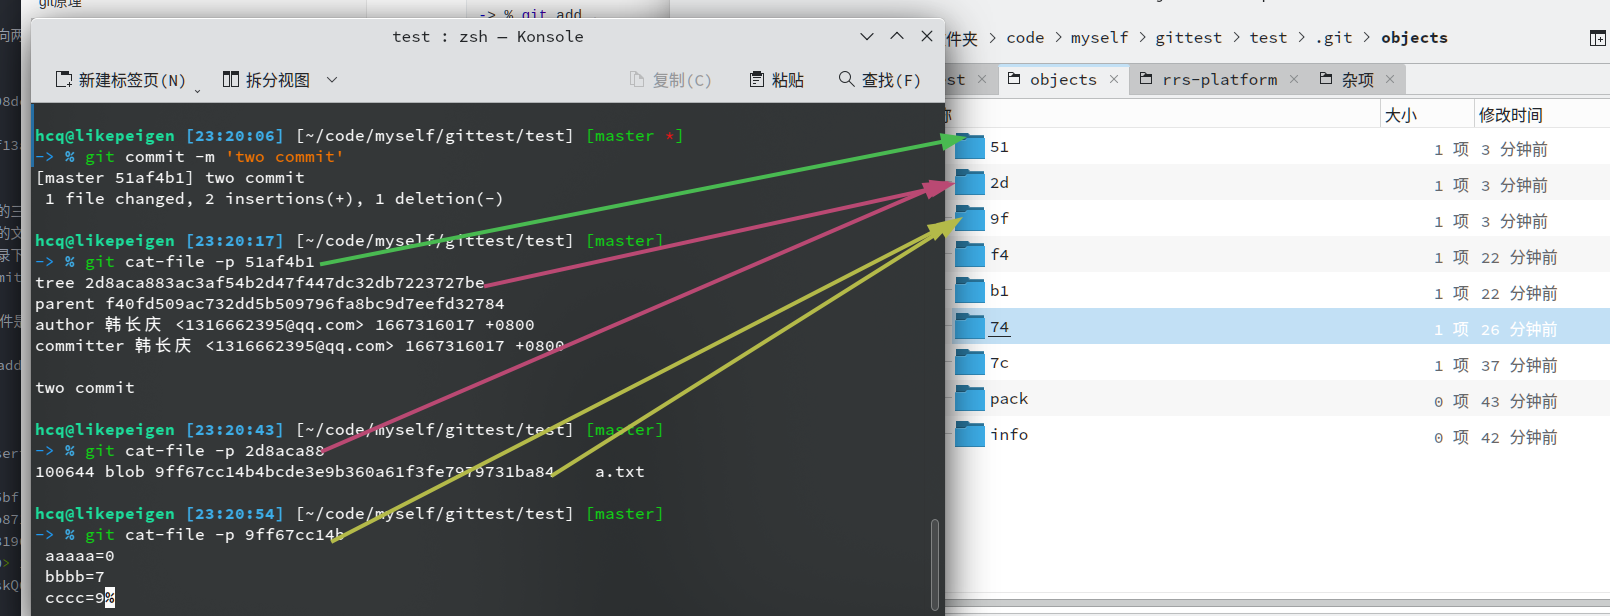 git原理
-> % git add
test : zsh — Konsole
新建标签页(N)
拆分视图
复制(C)
粘贴
查找(F)
hcq@likepeigen [23:20:06] [~/code/myself/gittest/test] [master *]
-> % git commit -m 'two commit'
[master 51af4b1] two commit
1 file changed, 2 insertions(+), 1 deletion(-)
hcq@likepeigen [23:20:17] [~/code/myself/gittest/test] [master]
-> % git cat-file -p 51af4b1
tree 2d8aca883ac3af54b2d47f447dc32db7223727be
parent f40fd509ac732dd5b509796fa8bc9d7eefd32784
author 韩长庆 <1316662395@qq.com> 1667316017 +0800
committer 韩长庆 <1316662395@qq.com> 1667316017 +0800
two commit
hcq@likepeigen [23:20:43] [~/code/myself/gittest/test] [master]
-> % git cat-file -p 2d8aca88
100644 blob 9ff67cc14b4bcde3e9b360a61f3fe7979731ba84 a.txt
hcq@likepeigen [23:20:54] [~/code/myself/gittest/test] [master]
-> % git cat-file -p 9ff67cc14b
aaaaa=0
bbbb=7
cccc=9%
件夹 > code > myself > gittest > test > .git > objects
st × objects × rrs-platform × 杂项 ×
大小 修改时间
51 1 项 3 分钟前
2d 1 项 3 分钟前
9f 1 项 3 分钟前
f4 1 项 22 分钟前
b1 1 项 22 分钟前
74 1 项 26 分钟前
7c 1 项 37 分钟前
pack 0 项 43 分钟前
info 0 项 42 分钟前